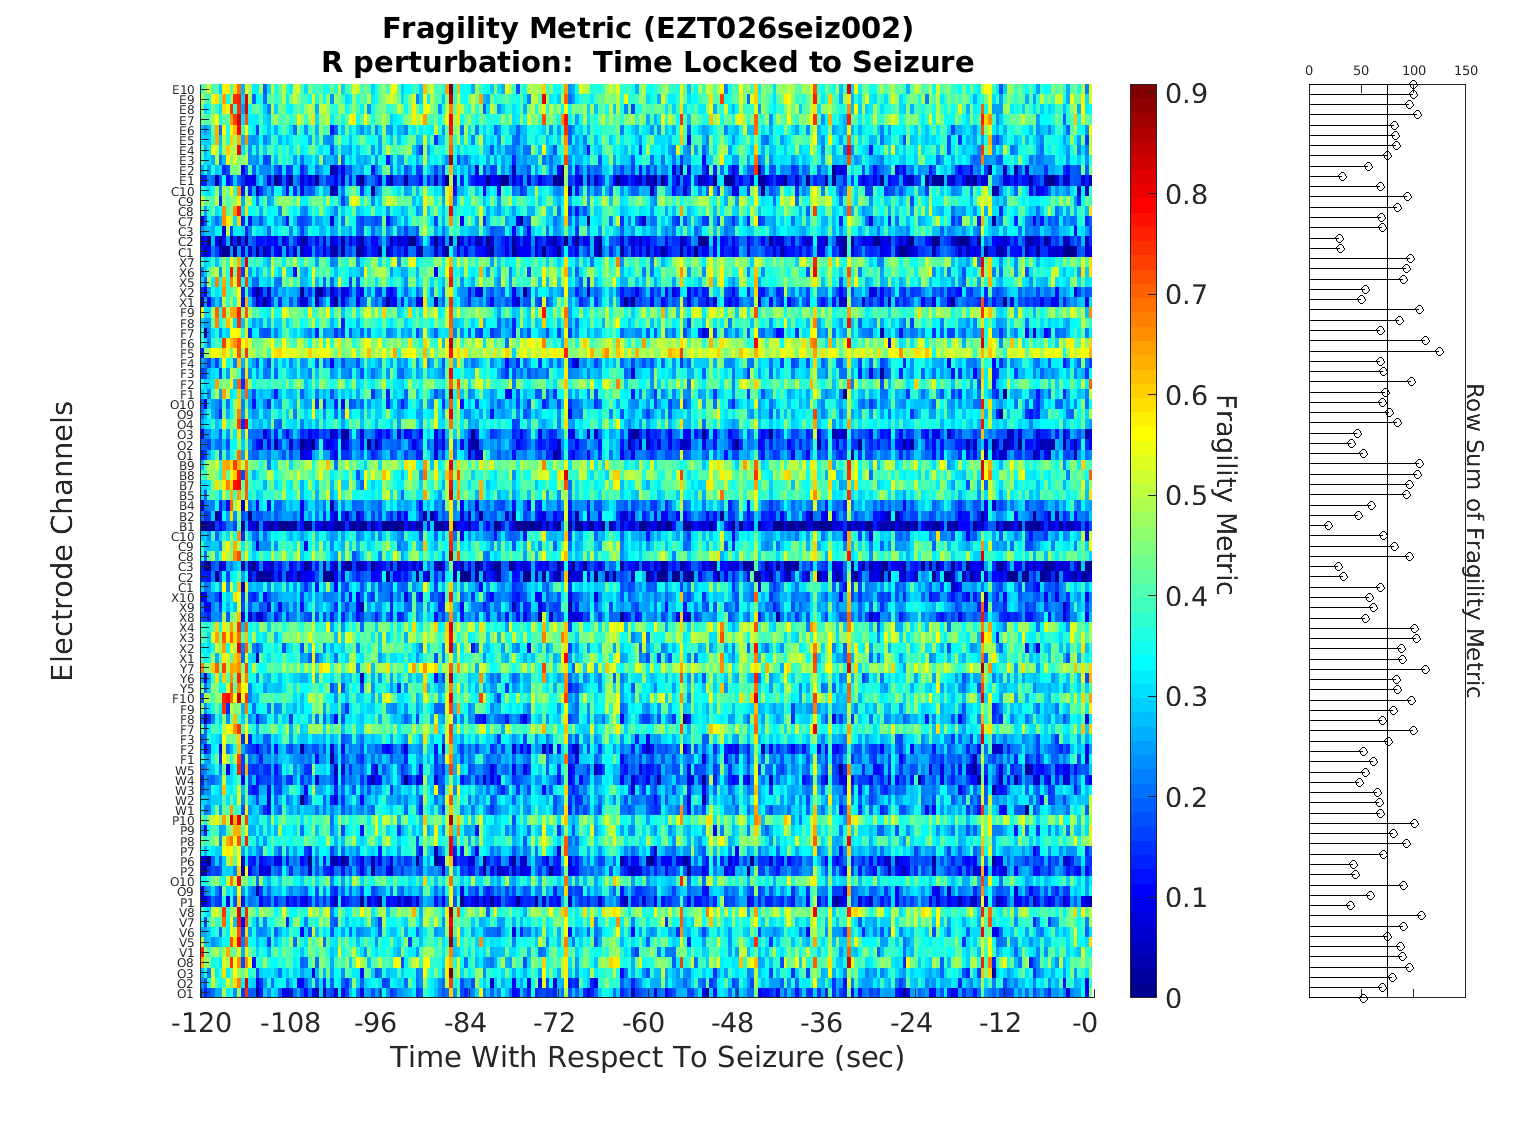 Fragility Metric (EZT026seiz002)
R perturbation:  Time Locked to Seizure
Electrode Channels
E10
E9
E8
E7
E6
E5
E4
E3
E2
E1
C10
C9
C8
C7
C3
C2
C1
X7
X6
X5
X2
X1
F9
F8
F7
F6
F5
F4
F3
F2
F1
O10
O9
O4
O3
O2
O1
B9
B8
B7
B5
B4
B2
B1
C10
C9
C8
C3
C2
C1
X10
X9
X8
X4
X3
X2
X1
Y7
Y6
Y5
F10
F9
F8
F7
F3
F2
F1
W5
W4
W3
W2
W1
P10
P9
P8
P7
P6
P2
O10
O9
P1
V8
V7
V6
V5
V1
O8
O3
O2
O1
-120 -108 -96 -84 -72 -60 -48 -36 -24 -12 -0
Time With Respect To Seizure (sec)
0.9
0.8
0.7
0.6
0.5
0.4
0.3
0.2
0.1
0
Fragility Metric
0 50 100 150
Row Sum of Fragility Metric